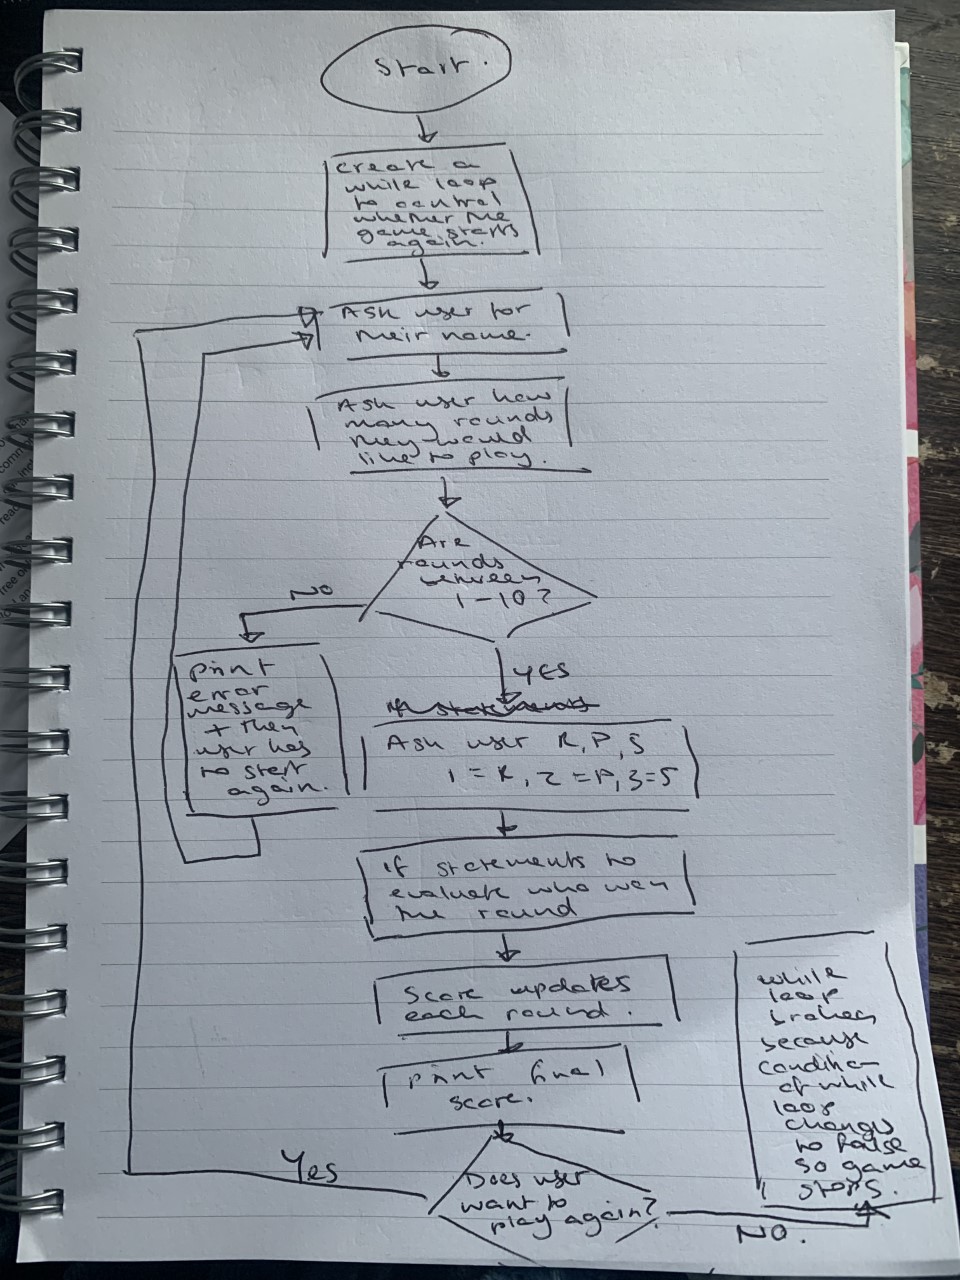 Start.
create a
while loop
to control
whether the
game starts
again.
Ask user for
their name.
Ask user how
many rounds
they would
like to play.
Are
rounds
between
1 - 10?
NO
YES
print
error
message
+ then
user has
to start
again.
if statements
Ask user R, P, S
1 = R, 2 = P, 3 = S
if statements to
evaluate who won
the round
Score updates
each round.
print final
score.
Does user
want to
play again?
Yes
NO.
while
loop
broken
because
condition
of while
loop
changes
to false
so game
stops.